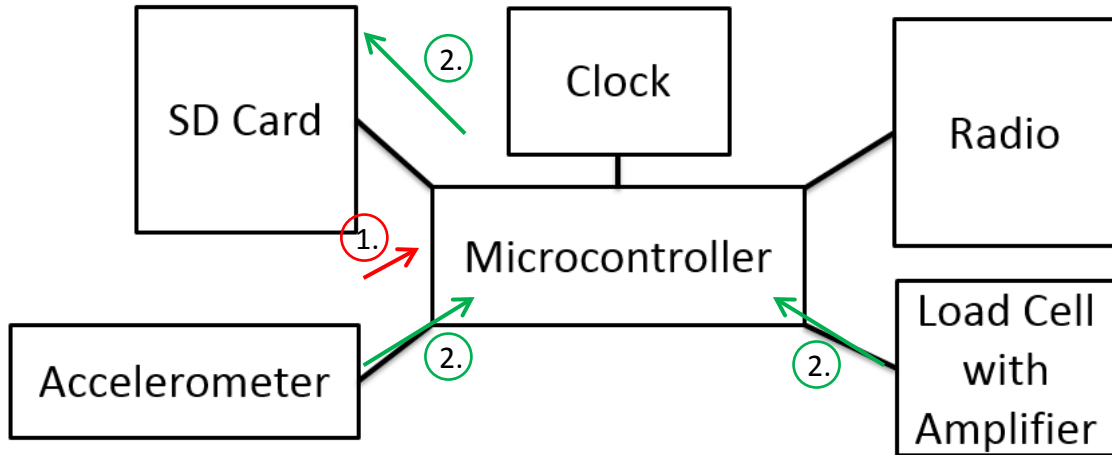 2.
Clock
SD Card
Radio
1.
Microcontroller
Load Cell
with
Amplifier
2.
2.
Accelerometer